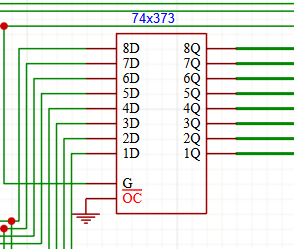 74x373
8D 8Q
7D 7Q
6D 6Q
5D 5Q
4D 4Q
3D 3Q
2D 2Q
1D 1Q
G
OC